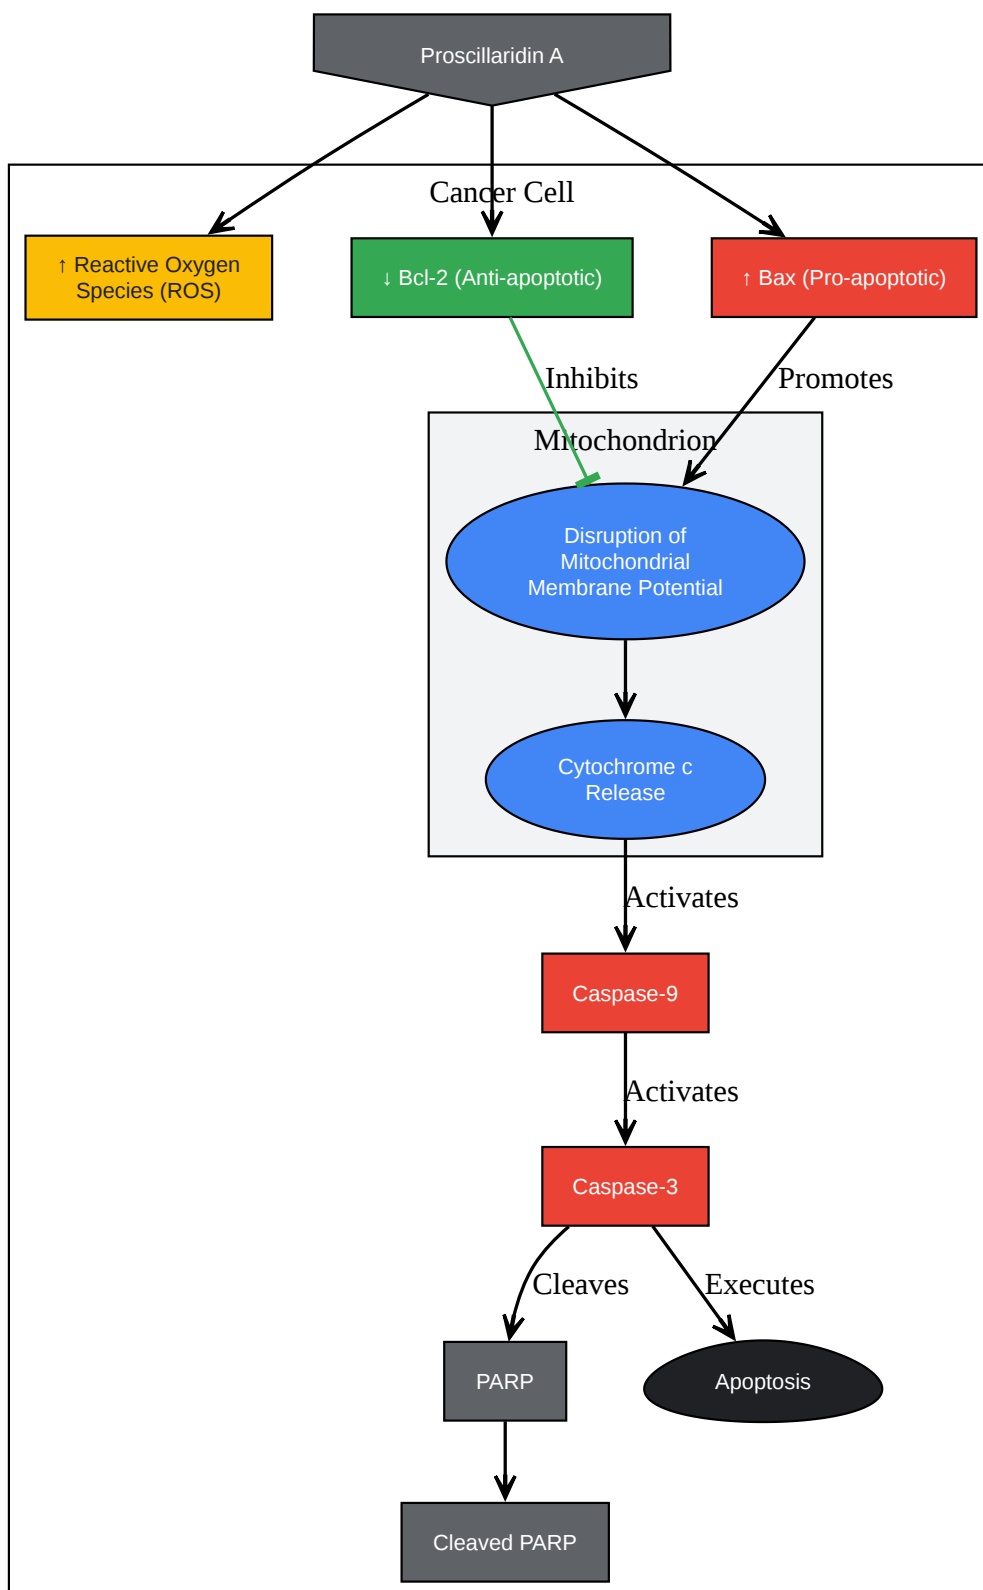 Proscillaridin A
Cancer Cell
↑ Reactive Oxygen
Species (ROS)
↓ Bcl-2 (Anti-apoptotic)
↑ Bax (Pro-apoptotic)
Inhibits
Promotes
Mitochondrion
Disruption of
Mitochondrial
Membrane Potential
Cytochrome c
Release
Activates
Caspase-9
Activates
Caspase-3
Cleaves
Executes
PARP
Apoptosis
Cleaved PARP